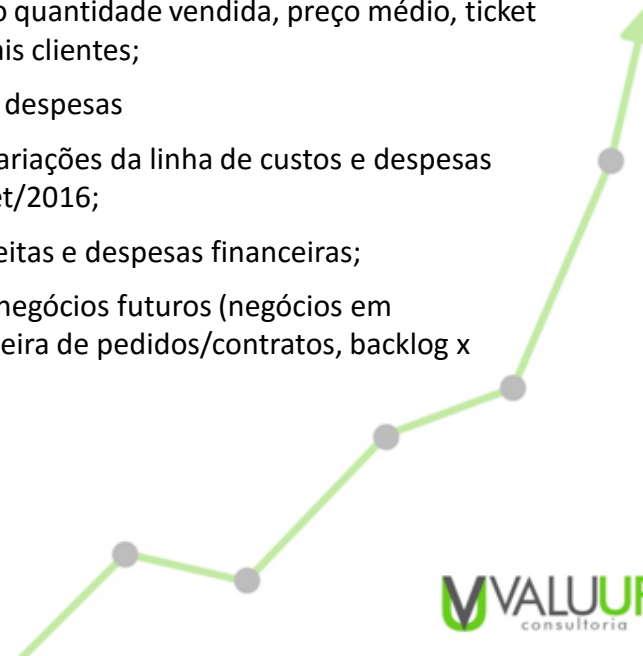 quantidade vendida, preço médio, ticket
is clientes;
despesas
ariações da linha de custos e despesas
et/2016;
eitas e despesas financeiras;
negócios futuros (negócios em
eira de pedidos/contratos, backlog x
VALUUP
consultoria